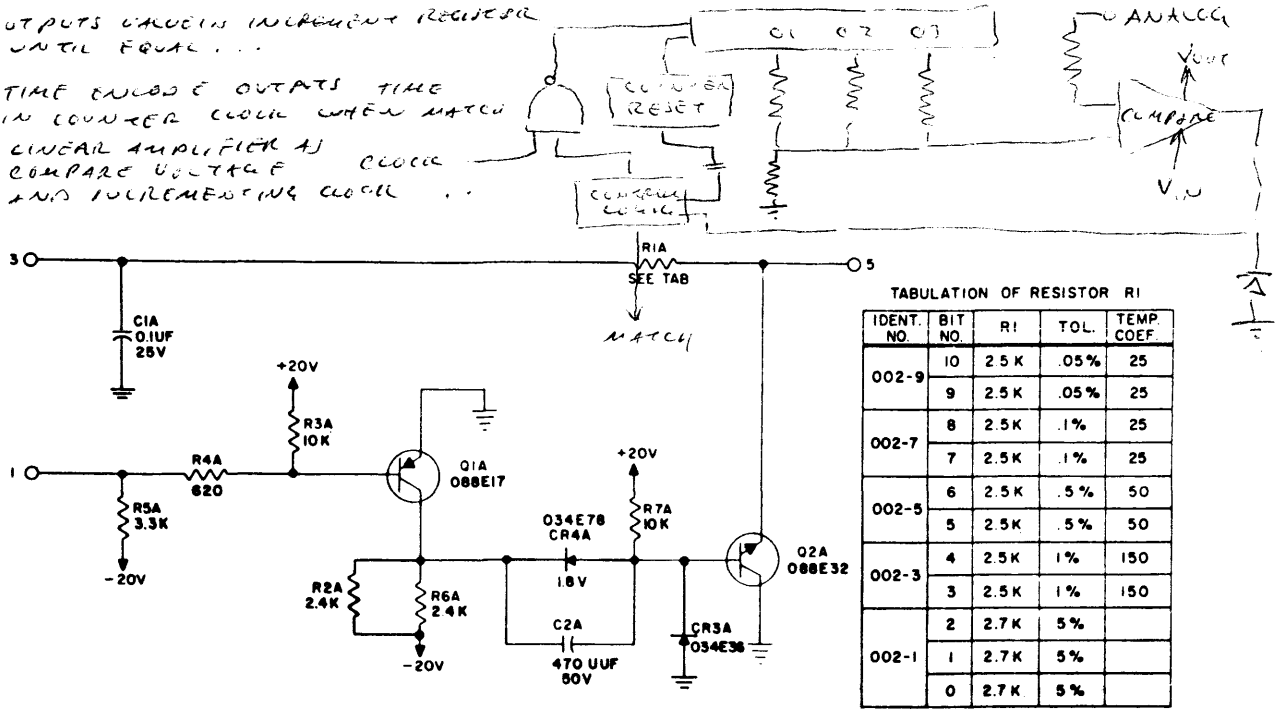 UTPUTS VALUE IN INCREMENT REGISTER
UNTIL EQUAL ...
TIME ENCODE OUTPUTS TIME
IN COUNTER CLOCK WHEN MATCH
LINEAR AMPLIFIER AS
COMPARE VOLTAGE
AND INCREMENTING CLOCK ..
CLOCK
COUNTER
RESET
CONTROL
LOGIC
MATCH
01 02 03
ANALOG
VOUT
COMPARE
VIN
3
R1A
SEE TAB
5
C1A
0.1UF
25V
+20V
R3A
10K
1
R4A
620
R5A
3.3K
-20V
Q1A
088E17
R2A
2.4K
R6A
2.4K
-20V
034E78
CR4A
1.8V
C2A
470 UUF
50V
+20V
R7A
10K
CR3A
034E36
Q2A
088E32
TABULATION OF RESISTOR R1
IDENT. NO. BIT NO. R1 TOL. TEMP. COEF.
002-9 10 2.5K .05% 25
9 2.5K .05% 25
002-7 8 2.5K .1% 25
7 2.5K .1% 25
002-5 6 2.5K .5% 50
5 2.5K .5% 50
002-3 4 2.5K 1% 150
3 2.5K 1% 150
002-1 2 2.7K 5%
1 2.7K 5%
0 2.7K 5%